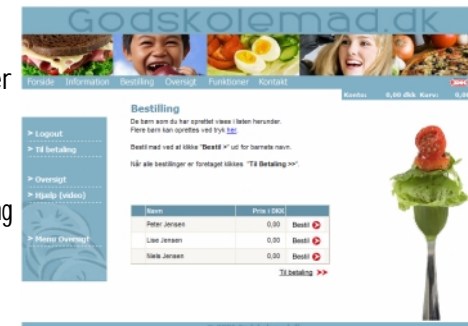 Godskolemad.dk
Forside Information Bestilling Oversigt Funktioner Kontakt
Konto: 0,00 dkk Kurv: 0,00
er
ng
> Logout
> Til betaling
> Oversigt
> Hjælp (video)
> Menu Oversigt
Bestilling
De børn som du har oprettet vises i listen herunder.
Flere børn kan oprettes ved tryk her.
Bestil mad ved at klikke "Bestil >" ud for barnets navn.
Når alle bestillinger er foretaget klikkes "Til Betaling >>".
Navn Pris i DKK
Peter Jensen 0,00 Bestil
Lise Jensen 0,00 Bestil
Niels Jensen 0,00 Bestil
Til betaling >>